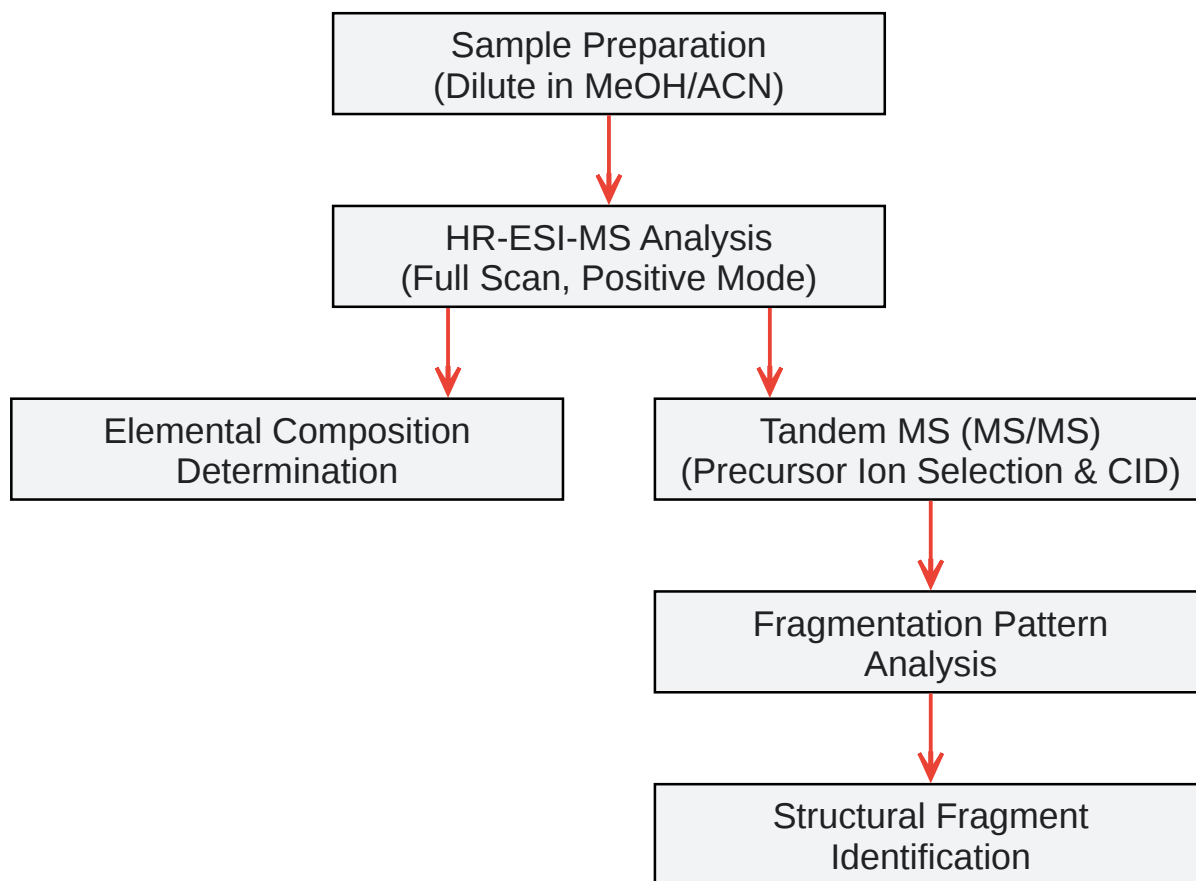 Sample Preparation
(Dilute in MeOH/ACN)
HR-ESI-MS Analysis
(Full Scan, Positive Mode)
Elemental Composition
Determination
Tandem MS (MS/MS)
(Precursor Ion Selection & CID)
Fragmentation Pattern
Analysis
Structural Fragment
Identification